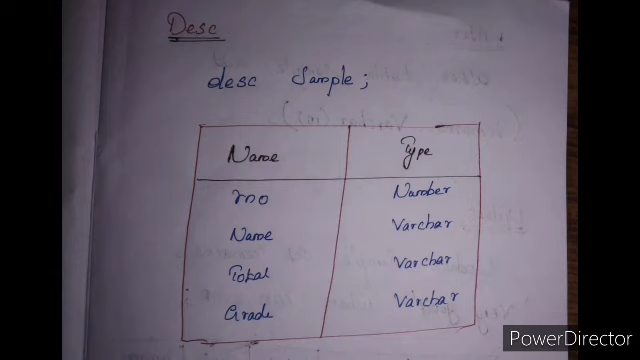 Desc
desc Sample;
Name Type
rno Number
Name Varchar
Total Varchar
Grade Varchar
PowerDirector